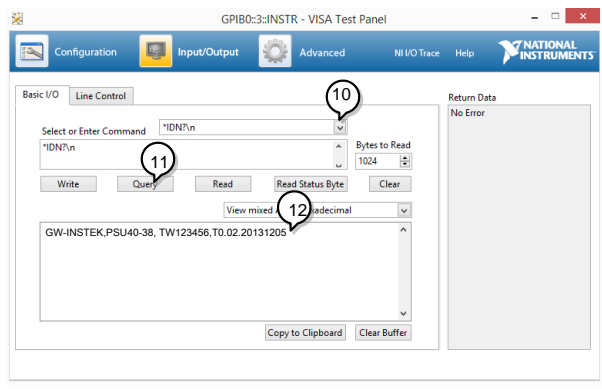 GPIB0::3::INSTR - VISA Test Panel
Configuration Input/Output Advanced NI I/O Trace Help NATIONAL INSTRUMENTS
Basic I/O Line Control
10
Return Data
No Error
Select or Enter Command *IDN?\n
*IDN?\n
Bytes to Read
1024
11
Write Query Read Read Status Byte Clear
View mixed A 12 xadecimal
GW-INSTEK,PSU40-38, TW123456,T0.02.20131205
Copy to Clipboard Clear Buffer